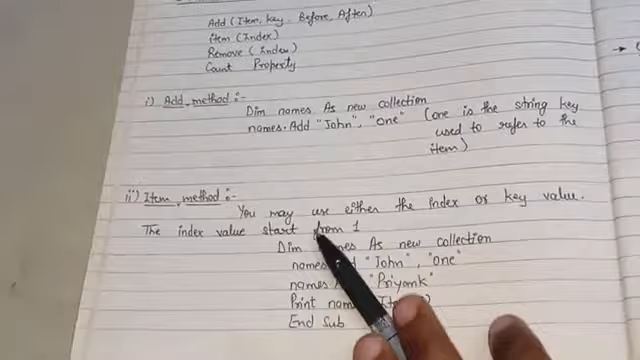 Add (Item, key, Before, After)
item (Index)
Remove (Index)
Count Property
i) Add method :-
Dim names As new collection
names.Add "John", "one" (one is the string key
used to refer to the
item)
ii) Item method :-
You may use either the index or key value.
The index value start from 1
Dim names As new collection
"John", "one"
"Priyank"
Print
End Sub